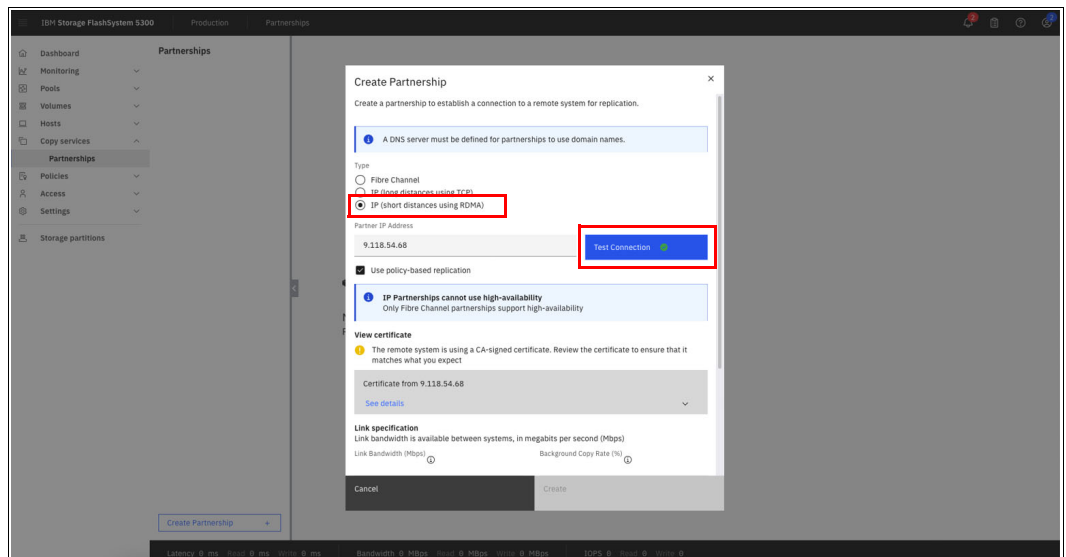 IBM Storage FlashSystem 5300 Production Partnerships
2
2
Dashboard
Monitoring
Pools
Volumes
Hosts
Copy services
Partnerships
Policies
Access
Settings
Storage partitions
Partnerships
Create Partnership +
Create Partnership
Create a partnership to establish a connection to a remote system for replication.
A DNS server must be defined for partnerships to use domain names.
Type
Fibre Channel
IP (long distances using TCP)
IP (short distances using RDMA)
Partner IP Address
9.118.54.68
Test Connection
Use policy-based replication
IP Partnerships cannot use high-availability
Only Fibre Channel partnerships support high-availability
View certificate
The remote system is using a CA-signed certificate. Review the certificate to ensure that it
matches what you expect
Certificate from 9.118.54.68
See details
Link specification
Link bandwidth is available between systems, in megabits per second (Mbps)
Link Bandwidth (Mbps) Background Copy Rate (%)
Cancel Create
Latency 0 ms Read 0 ms Write 0 ms Bandwidth 0 MBps Read 0 MBps Write 0 MBps IOPS 0 Read 0 Write 0